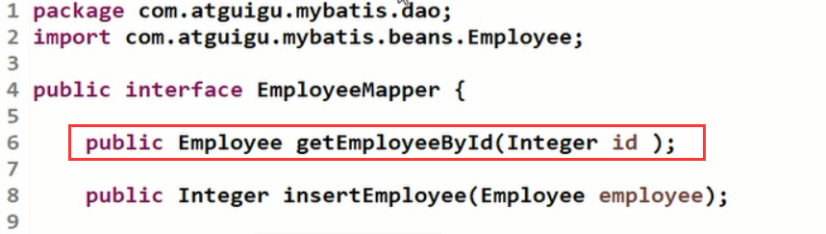 1 package com.atguigu.mybatis.dao;
2 import com.atguigu.mybatis.beans.Employee;
3
4 public interface EmployeeMapper {
5
6 public Employee getEmployeeById(Integer id );
7
8 public Integer insertEmployee(Employee employee);
9